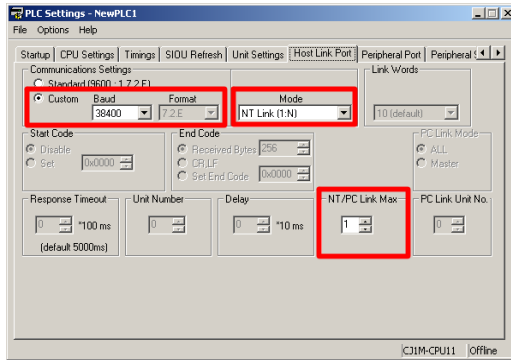 PLC Settings - NewPLC1
File Options Help
Startup CPU Settings Timings SIOU Refresh Unit Settings Host Link Port Peripheral Port Peripheral
Communications Settings
Link Words
Standard (9600 ; 1,7,2,E)
Custom Baud Format Mode
38400 7,2,E NT Link (1:N) 10 (default)
Start Code End Code PC Link Mode
Disable Received Bytes 256 ALL
Set 0x0000 CR,LF Master
Set End Code 0x0000
Response Timeout Unit Number Delay NT/PC Link Max PC Link Unit No.
0 *100 ms 0 0 *10 ms 1 0
(default 5000ms)
CJ1M-CPU11 Offline